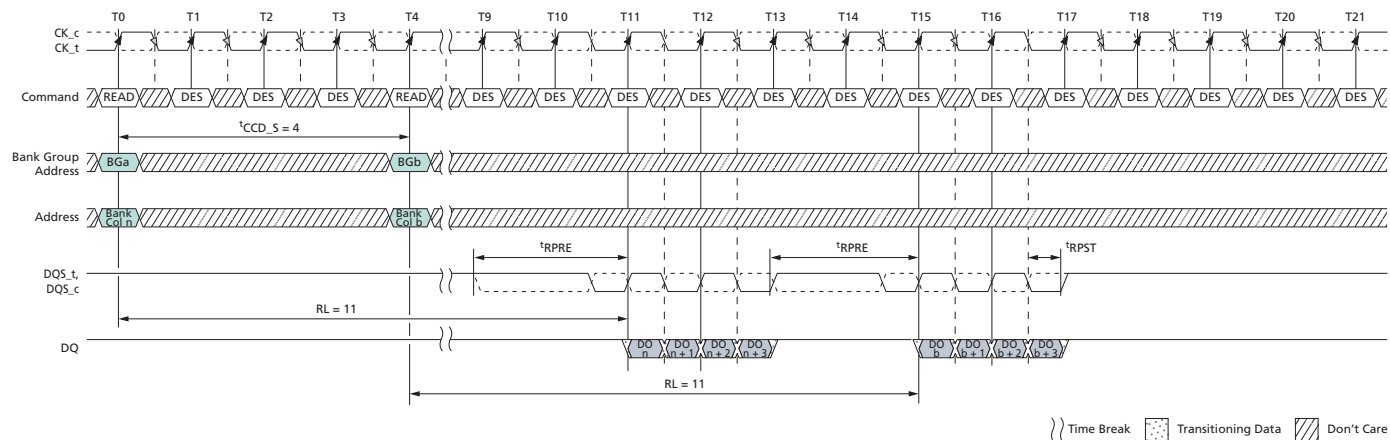 T0 T1 T2 T3 T4 T9 T10 T11 T12 T13 T14 T15 T16 T17 T18 T19 T20 T21
CK_c
CK_t
Command READ DES DES DES READ DES DES DES DES DES DES DES DES DES DES DES DES DES
tCCD_S = 4
Bank Group
Address
BGa BGb
Address
Bank
Col n
Bank
Col b
tRPRE tRPRE tRPST
DQS_t,
DQS_c
RL = 11
DQ
DO
n
DO
n + 1
DO
n + 2
DO
n + 3
DO
b
DO
b + 1
DO
b + 2
DO
b + 3
RL = 11
Time Break Transitioning Data Don't Care